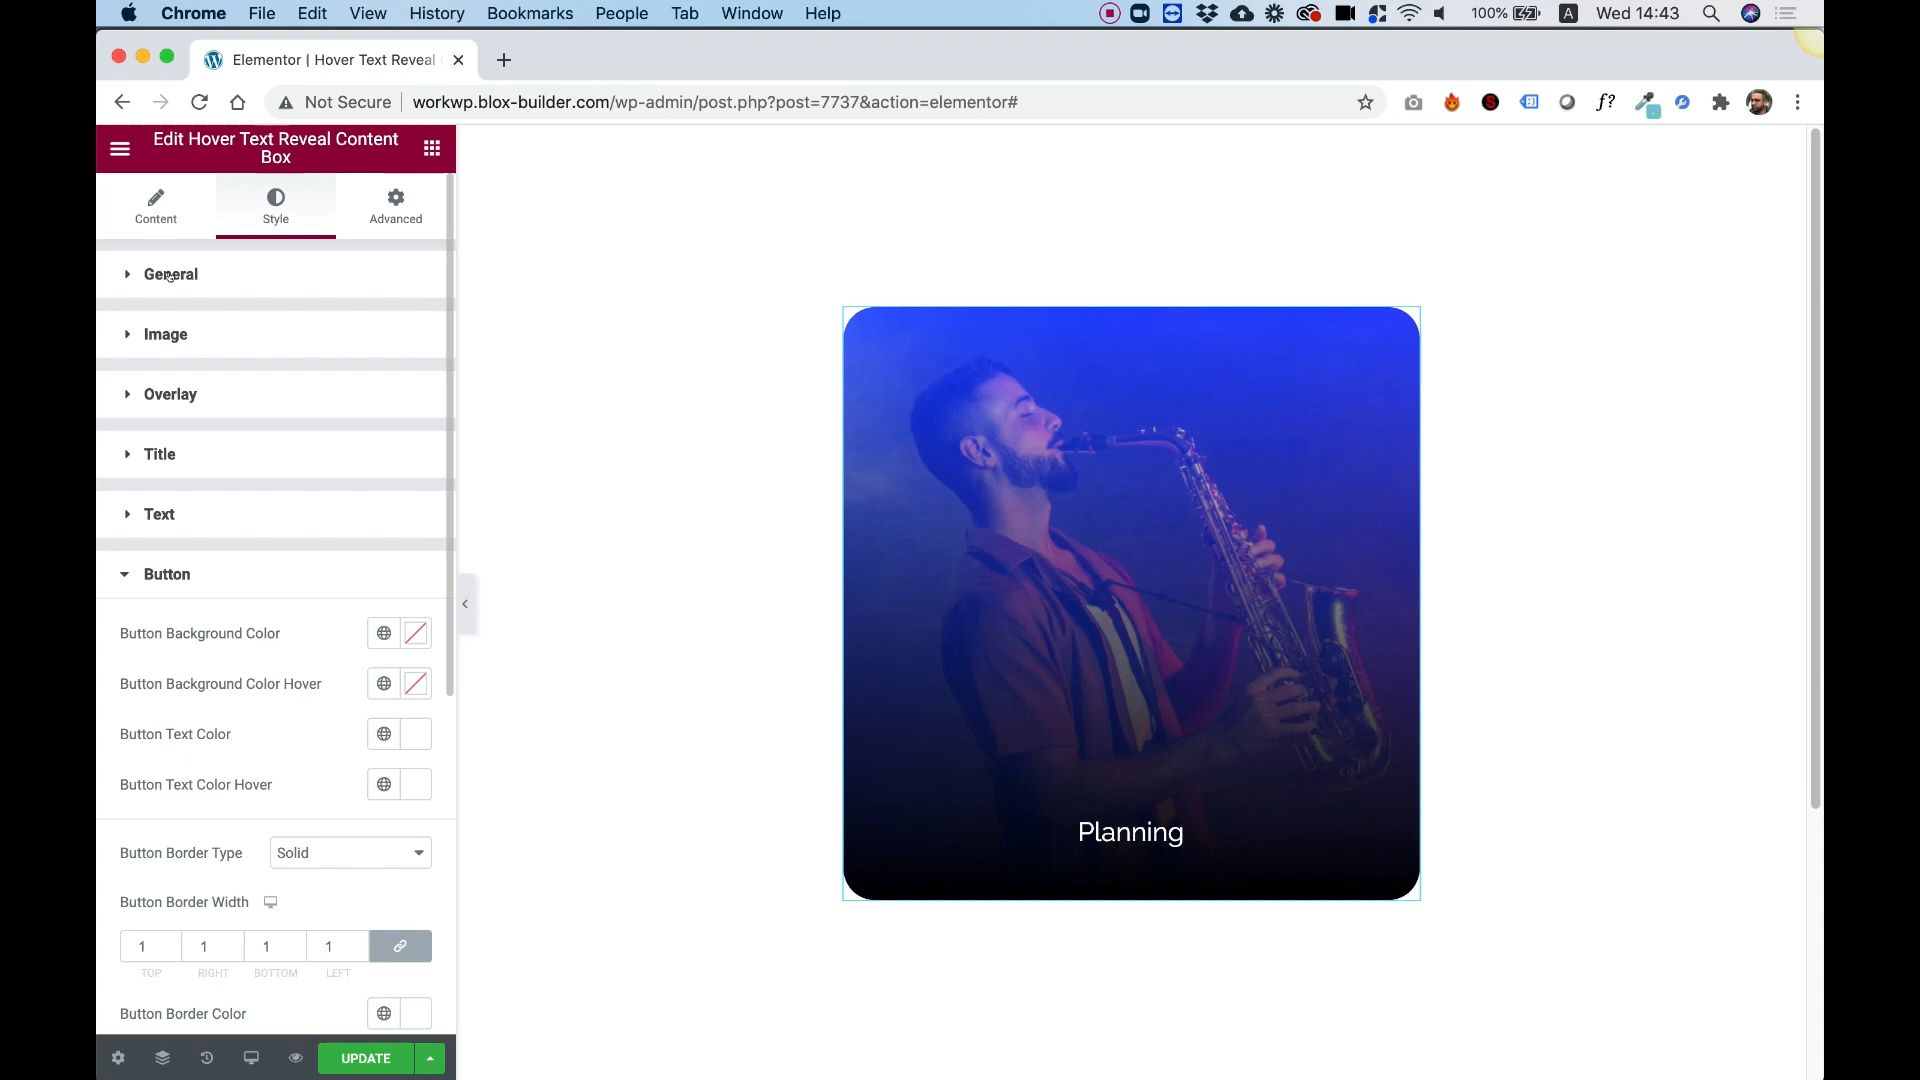 Chrome File Edit View History Bookmarks People Tab Window Help 100% A Wed 14:43
Elementor | Hover Text Reveal
Not Secure workwp.blox-builder.com/wp-admin/post.php?post=7737&action=elementor# S f?
Edit Hover Text Reveal Content
Box
Content Style Advanced
General
Image
Overlay
Title
Text
Button
Button Background Color
Button Background Color Hover
Button Text Color
Button Text Color Hover
Planning
Button Border Type Solid
Button Border Width
1 1 1 1
TOP RIGHT BOTTOM LEFT
Button Border Color
UPDATE